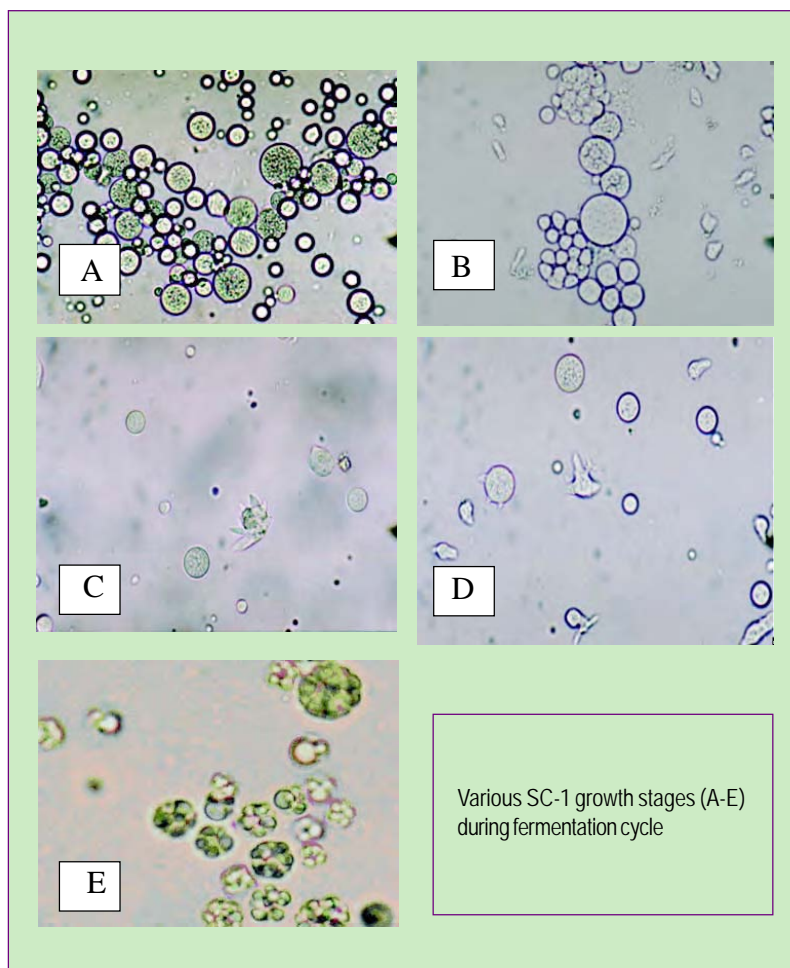 A
B
C
D
E
Various SC-1 growth stages (A-E)
during fermentation cycle